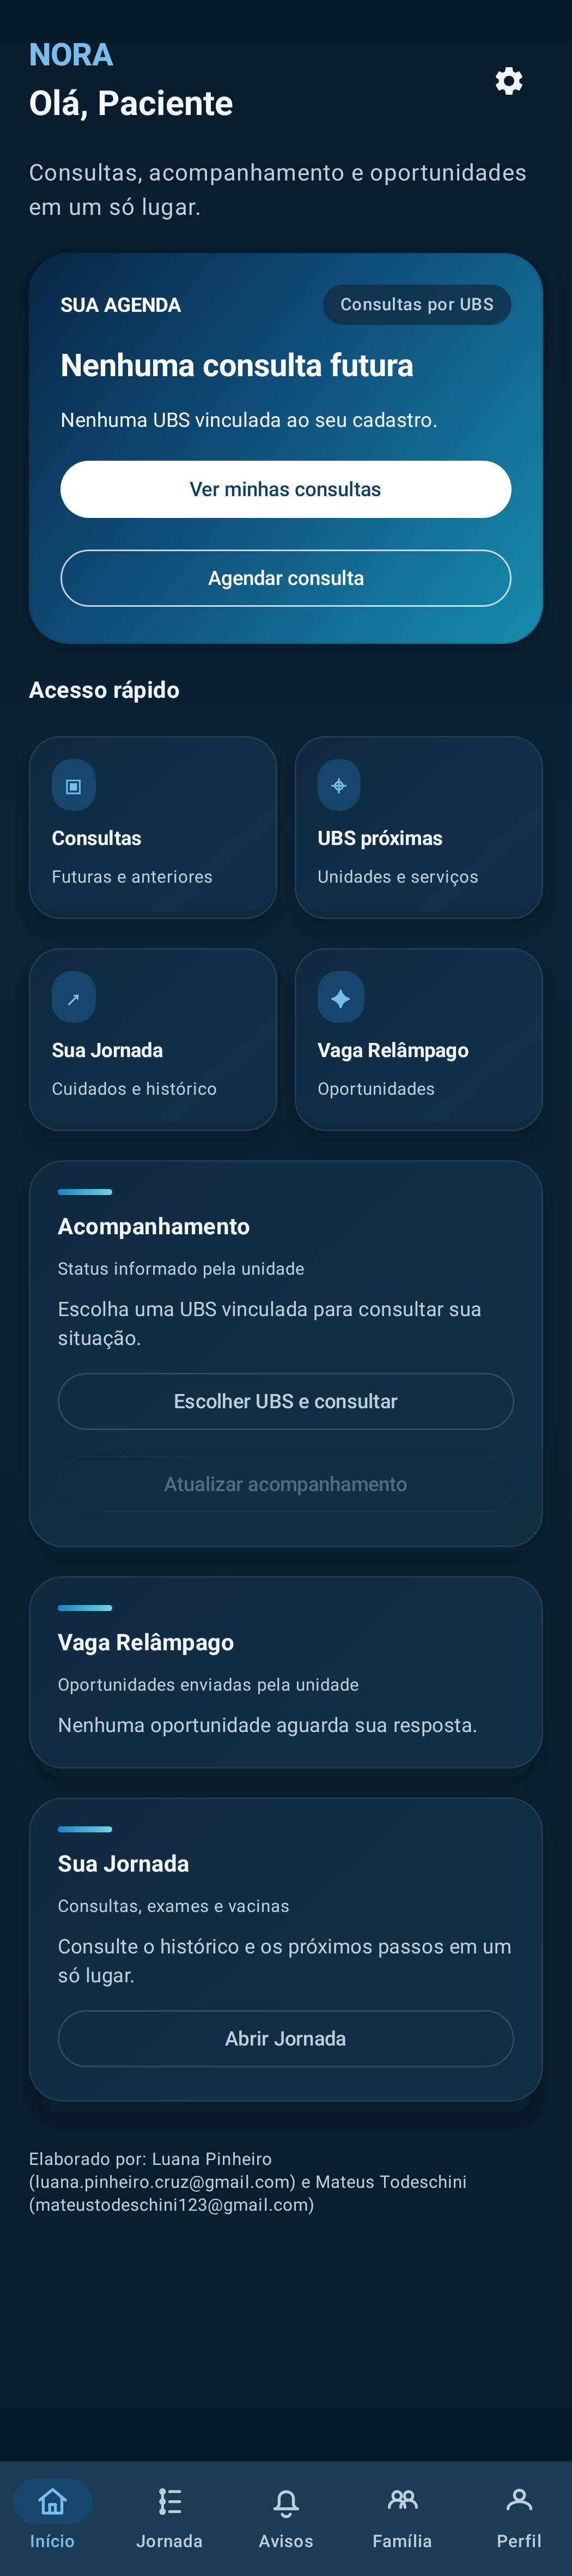 NORA
Olá, Paciente
Consultas, acompanhamento e oportunidades
em um só lugar.
SUA AGENDA
Consultas por UBS
Nenhuma consulta futura
Nenhuma UBS vinculada ao seu cadastro.
Ver minhas consultas
Agendar consulta
Acesso rápido
Consultas
Futuras e anteriores
UBS próximas
Unidades e serviços
Sua Jornada
Cuidados e histórico
Vaga Relâmpago
Oportunidades
Acompanhamento
Status informado pela unidade
Escolha uma UBS vinculada para consultar sua
situação.
Escolher UBS e consultar
Atualizar acompanhamento
Vaga Relâmpago
Oportunidades enviadas pela unidade
Nenhuma oportunidade aguarda sua resposta.
Sua Jornada
Consultas, exames e vacinas
Consulte o histórico e os próximos passos em um
só lugar.
Abrir Jornada
Elaborado por: Luana Pinheiro
(luana.pinheiro.cruz@gmail.com) e Mateus Todeschini
(mateustodeschini123@gmail.com)
Início
Jornada
Avisos
Família
Perfil